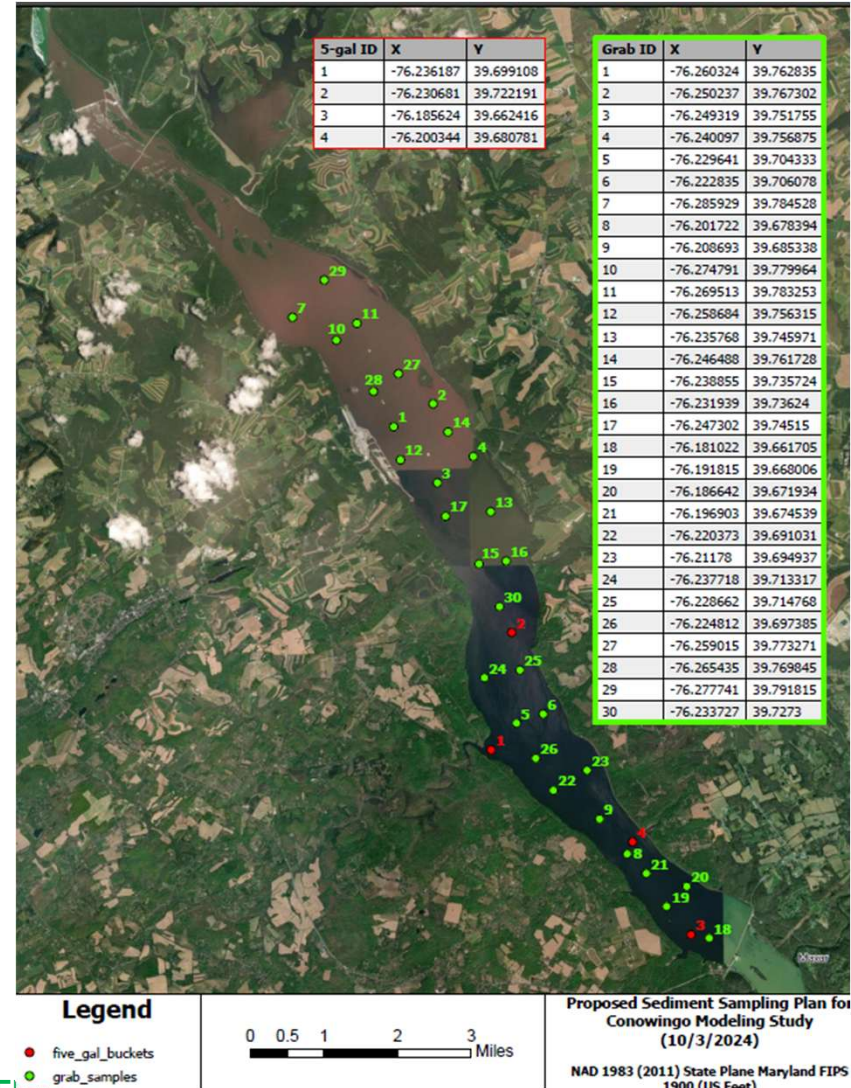 5-gal ID X Y
1 -76.236187 39.699108
2 -76.230681 39.722191
3 -76.185624 39.662416
4 -76.200344 39.680781
Grab ID X Y
1 -76.260324 39.762835
2 -76.250237 39.767302
3 -76.249319 39.751755
4 -76.240097 39.756875
5 -76.229641 39.704333
6 -76.222835 39.706078
7 -76.285929 39.784528
8 -76.201722 39.678394
9 -76.208693 39.685338
10 -76.274791 39.779964
11 -76.269513 39.783253
12 -76.258684 39.756315
13 -76.235768 39.745971
14 -76.246488 39.761728
15 -76.238855 39.735724
16 -76.231939 39.73624
17 -76.247302 39.74515
18 -76.181022 39.661705
19 -76.191815 39.668006
20 -76.186642 39.671934
21 -76.196903 39.674539
22 -76.220373 39.691031
23 -76.21178 39.694937
24 -76.237718 39.713317
25 -76.228662 39.714768
26 -76.224812 39.697385
27 -76.259015 39.773271
28 -76.265435 39.769845
29 -76.277741 39.791815
30 -76.233727 39.7273
29
7
11
10
27
28
2
1
14
12
4
3
17
13
15
16
30
2
25
24
6
5
1
26
23
22
9
4
8
21
20
19
3
18
Maxar
Legend
five_gal_buckets
grab_samples
0 0.5 1 2 3
Miles
Proposed Sediment Sampling Plan for
Conowingo Modeling Study
(10/3/2024)
NAD 1983 (2011) State Plane Maryland FIPS
1900 (US Feet)